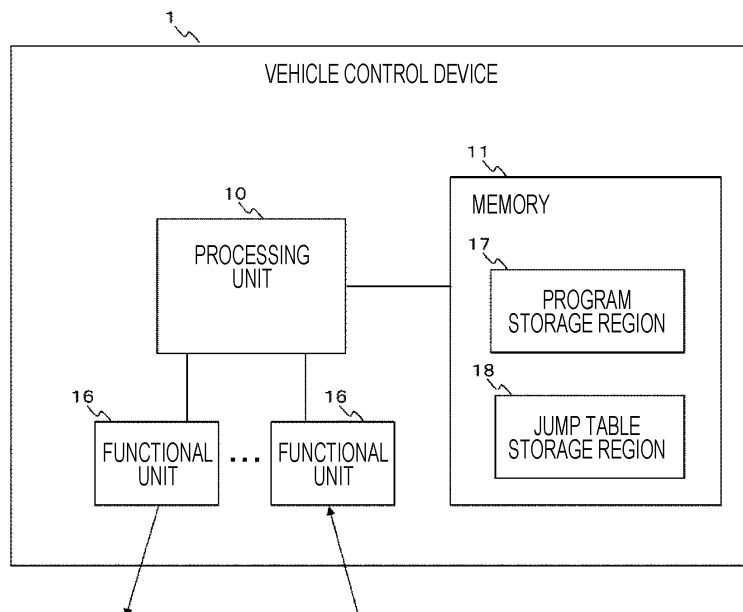 1
VEHICLE CONTROL DEVICE
11
MEMORY
10
PROCESSING
UNIT
17
PROGRAM
STORAGE REGION
18
JUMP TABLE
STORAGE REGION
16
FUNCTIONAL
UNIT
...
16
FUNCTIONAL
UNIT